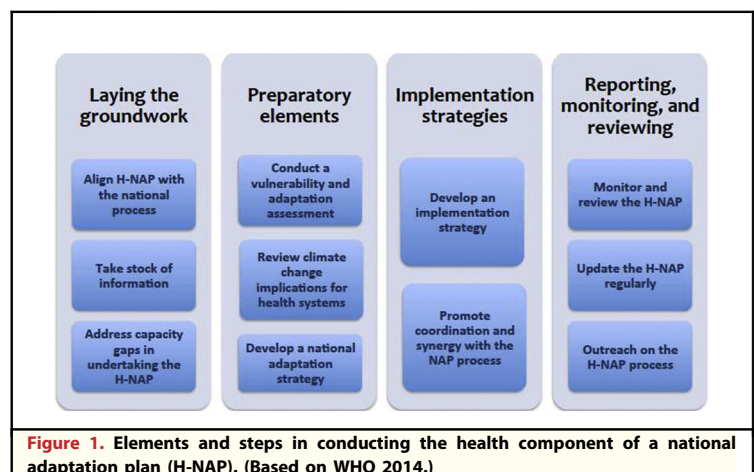 Laying the
groundwork
Align H-NAP with
the national
process
Take stock of
information
Address capacity
gaps in
undertaking the
H-NAP
Preparatory
elements
Conduct a
vulnerability and
adaptation
assessment
Review climate
change
implications for
health systems
Develop a national
adaptation
strategy
Implementation
strategies
Develop an
implementation
strategy
Promote
coordination and
synergy with the
NAP process
Reporting,
monitoring, and
reviewing
Monitor and
review the H-NAP
Update the H-NAP
regularly
Outreach on the
H-NAP process
Figure 1. Elements and steps in conducting the health component of a national
adaptation plan (H-NAP). (Based on WHO 2014.)